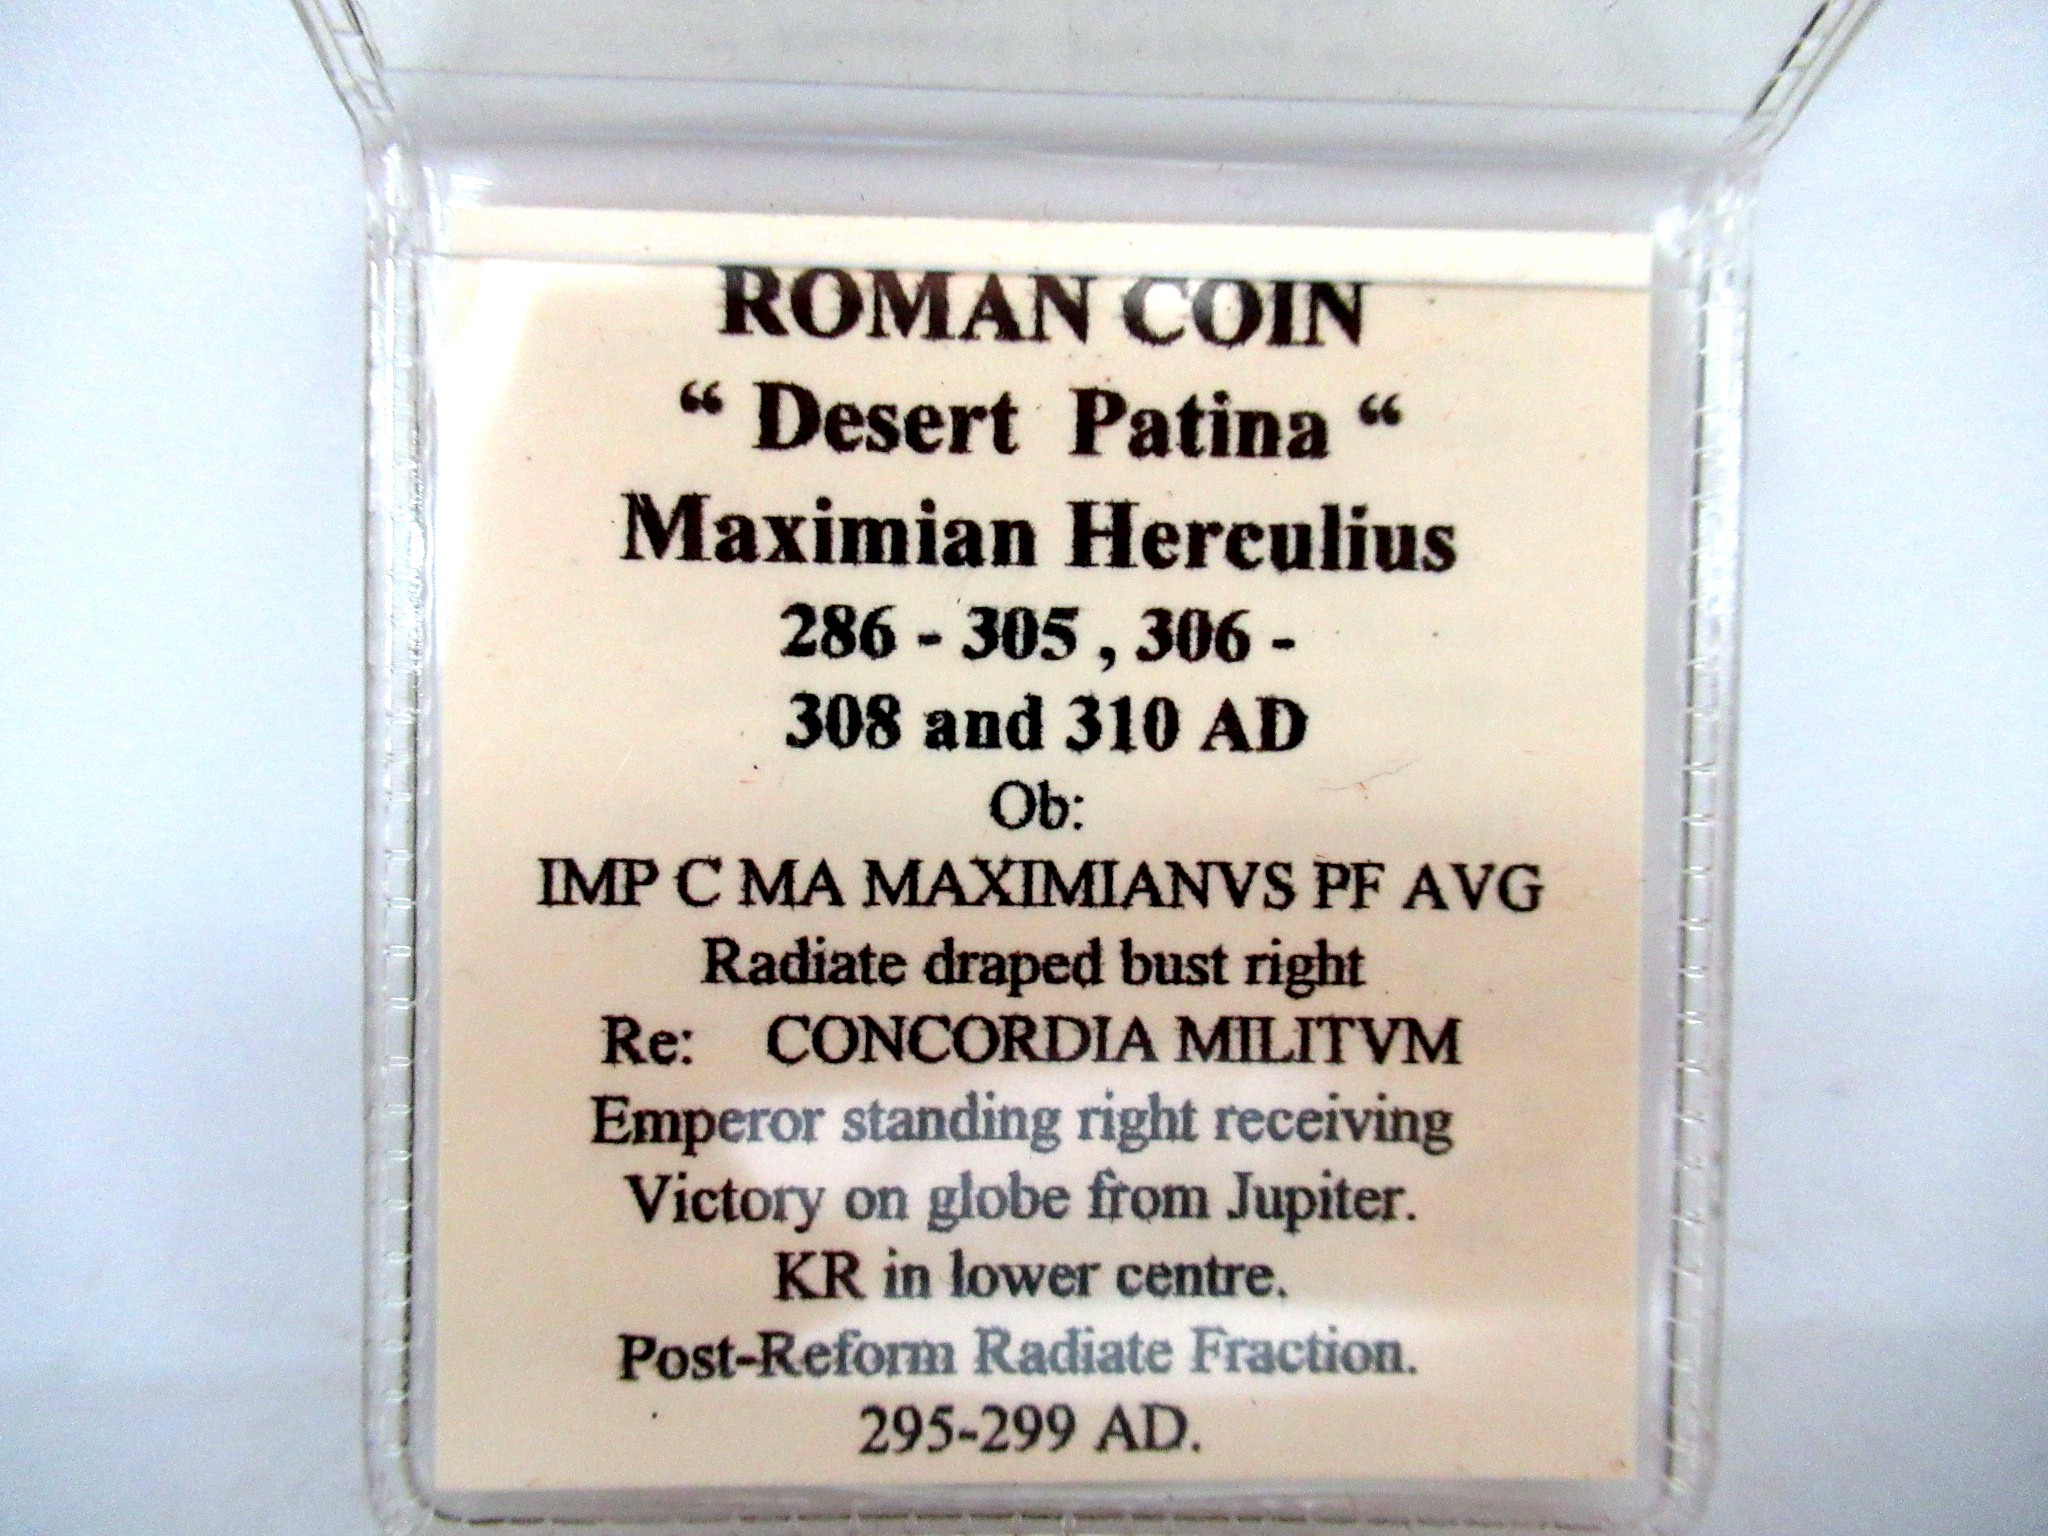 ROMAN COIN
“ Desert Patina “
Maximian Herculius
286 - 305 , 306 -
308 and 310 AD
Ob:
IMP C MA MAXIMIANVS PF AVG
Radiate draped bust right
Re: CONCORDIA MILITVM
Emperor standing right receiving
Victory on globe from Jupiter.
KR in lower centre.
Post-Reform Radiate Fraction.
295-299 AD.